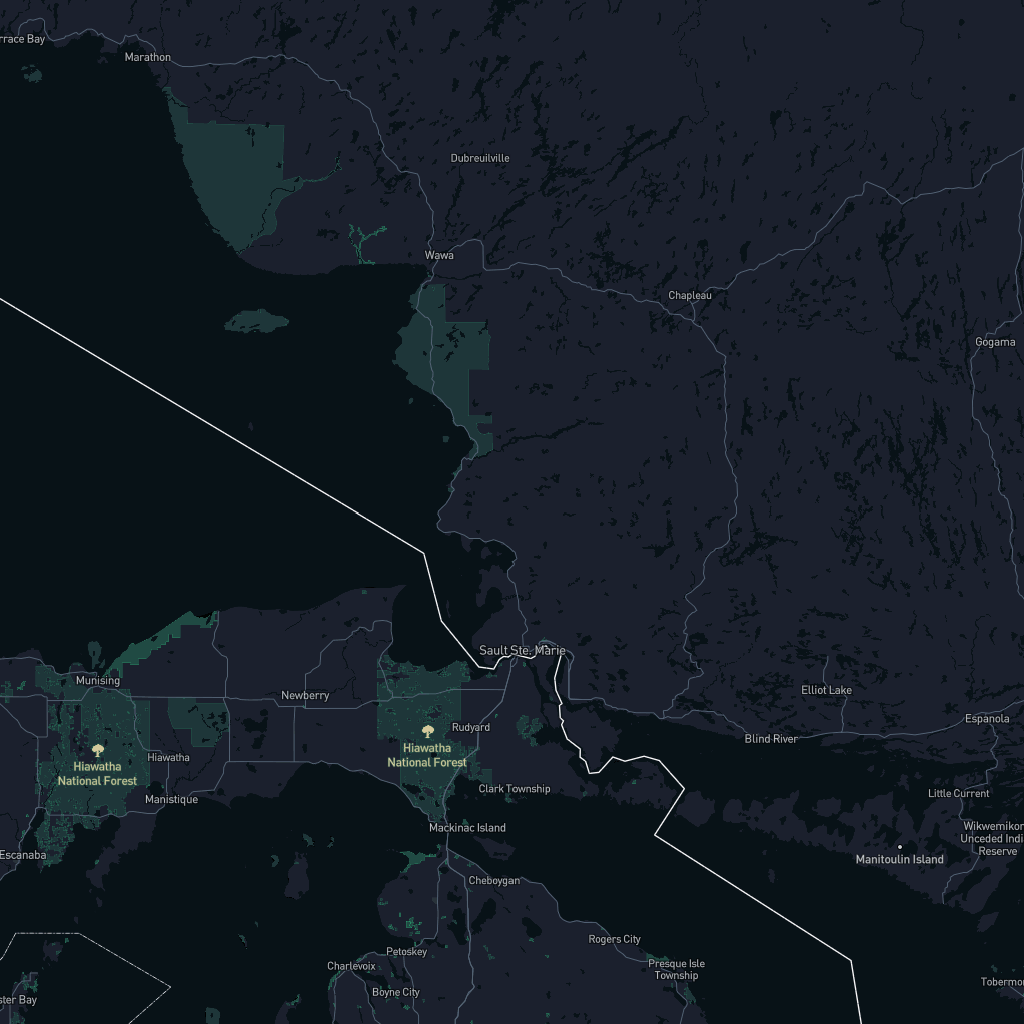 rrace Bay
Marathon
Dubreuilville
Wawa
Chapleau
Gogama
Sault Ste. Marie
Munising
Newberry
Elliot Lake
Rudyard
Espanola
Blind River
Hiawatha
National Forest
Hiawatha
Hiawatha
National Forest
Clark Township
Little Current
Manistique
Mackinac Island
Wikwemikon
Unceded Indi
Reserve
Escanaba
Manitoulin Island
Cheboygan
Rogers City
Petoskey
Charlevoix
Presque Isle
Township
Boyne City
Tobermor
ster Bay